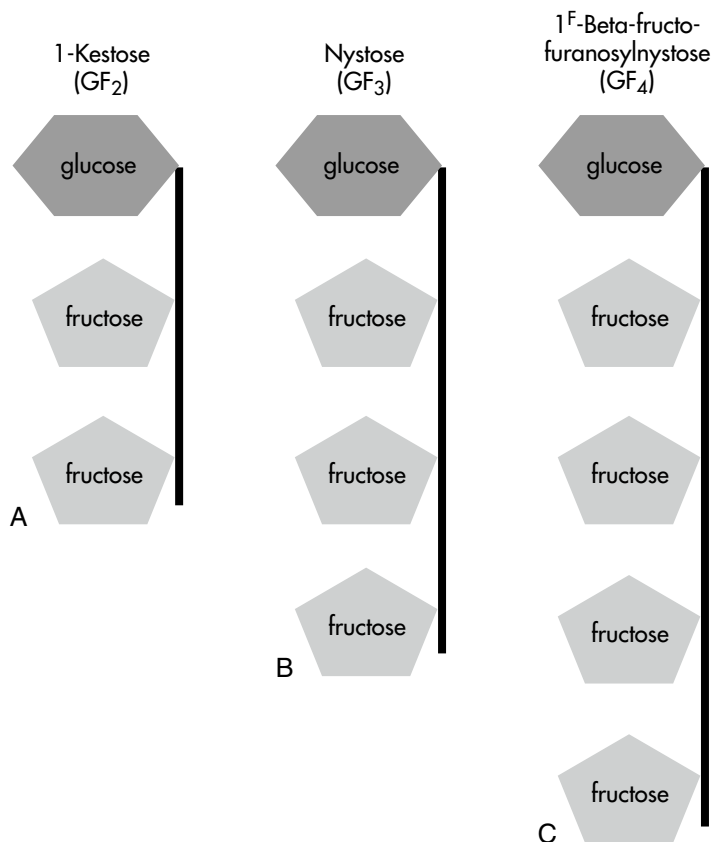 1-Kestose
(GF2)
glucose
fructose
fructose
A
Nystose
(GF3)
glucose
fructose
fructose
fructose
B
1F-Beta-fructo-
furanosylnystose
(GF4)
glucose
fructose
fructose
fructose
fructose
C